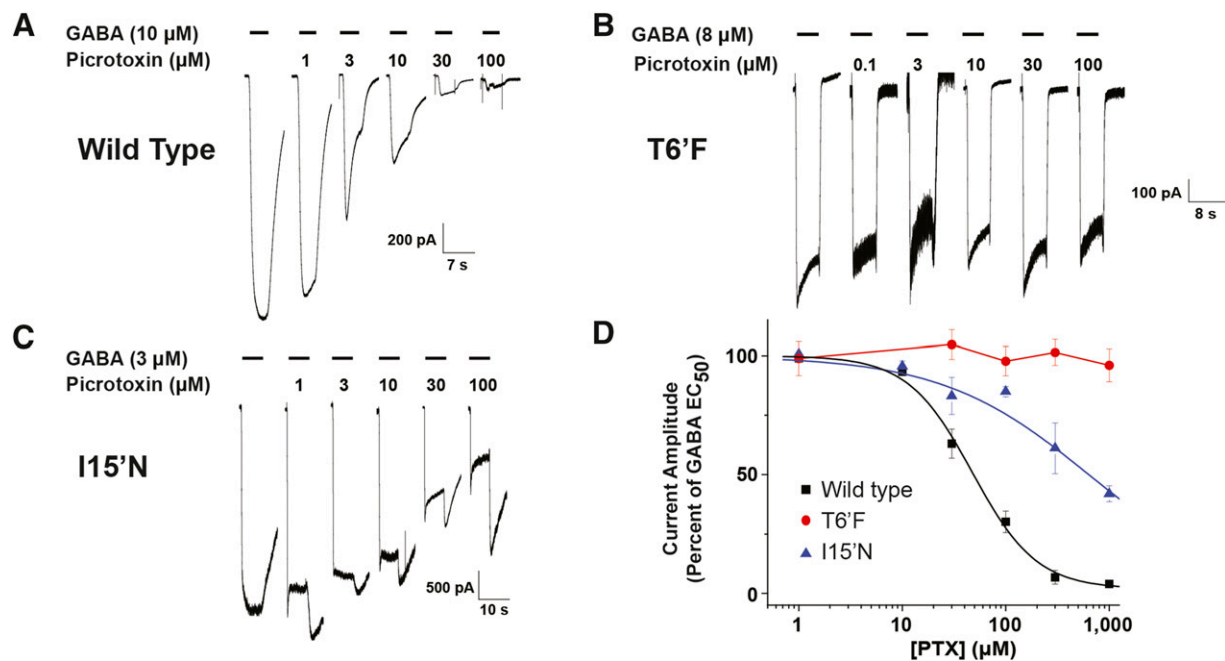 A
GABA (10 μM)
Picrotoxin (μM) 1 3 10 30 100
Wild Type
200 pA
7 s
B
GABA (8 μM)
Picrotoxin (μM) 0.1 3 10 30 100
T6'F
100 pA
8 s
C
GABA (3 μM)
Picrotoxin (μM) 1 3 10 30 100
I15'N
500 pA
10 s
D
Current Amplitude
(Percent of GABA EC50)
100
50
0
Wild type
T6'F
I15'N
1 10 100 1,000
[PTX] (μM)